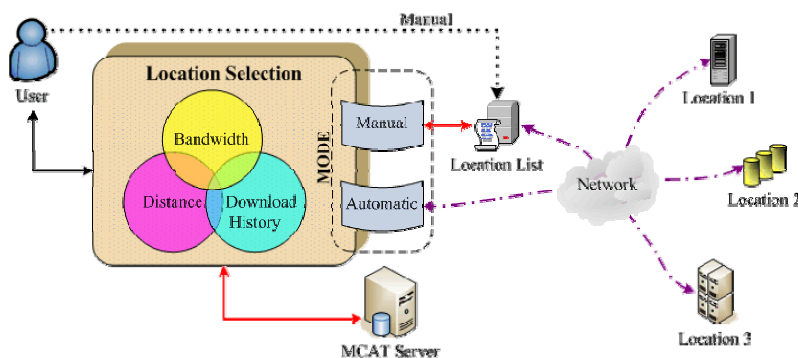 Manual
User
Location Selection
Bandwidth
Distance
Download
History
MODE
Manual
Automatic
Location List
Network
Location 1
Location 2
Location 3
MCAT Server